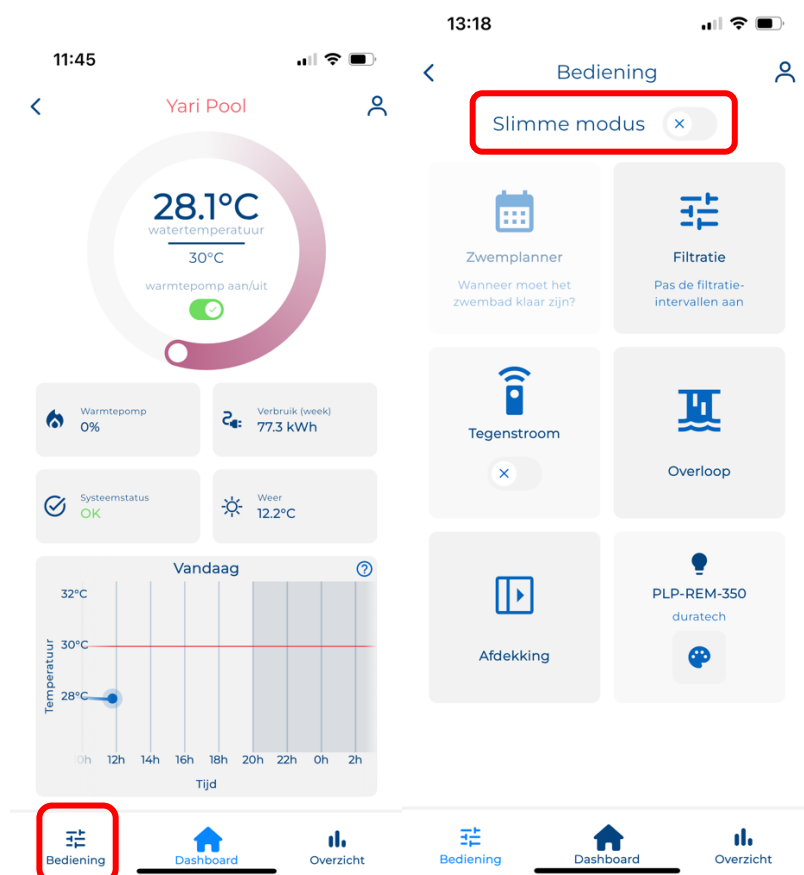 11:45
Yari Pool
28.1°C
watertemperatuur
30°C
warmtepomp aan/uit
Warmtepomp
0%
Verbruik (week)
77.3 kWh
Systeemstatus
OK
Weer
12.2°C
Vandaag
32°C
30°C
28°C
Temperatuur
0h 12h 14h 16h 18h 20h 22h 0h 2h
Tijd
Bediening Dashboard Overzicht
13:18
Bediening
Slimme modus
Zwemplanner
Wanneer moet het
zwembad klaar zijn?
Filtratie
Pas de filtratie-
intervallen aan
Tegenstroom
Overloop
Afdekking
PLP-REM-350
duratech
Bediening Dashboard Overzicht